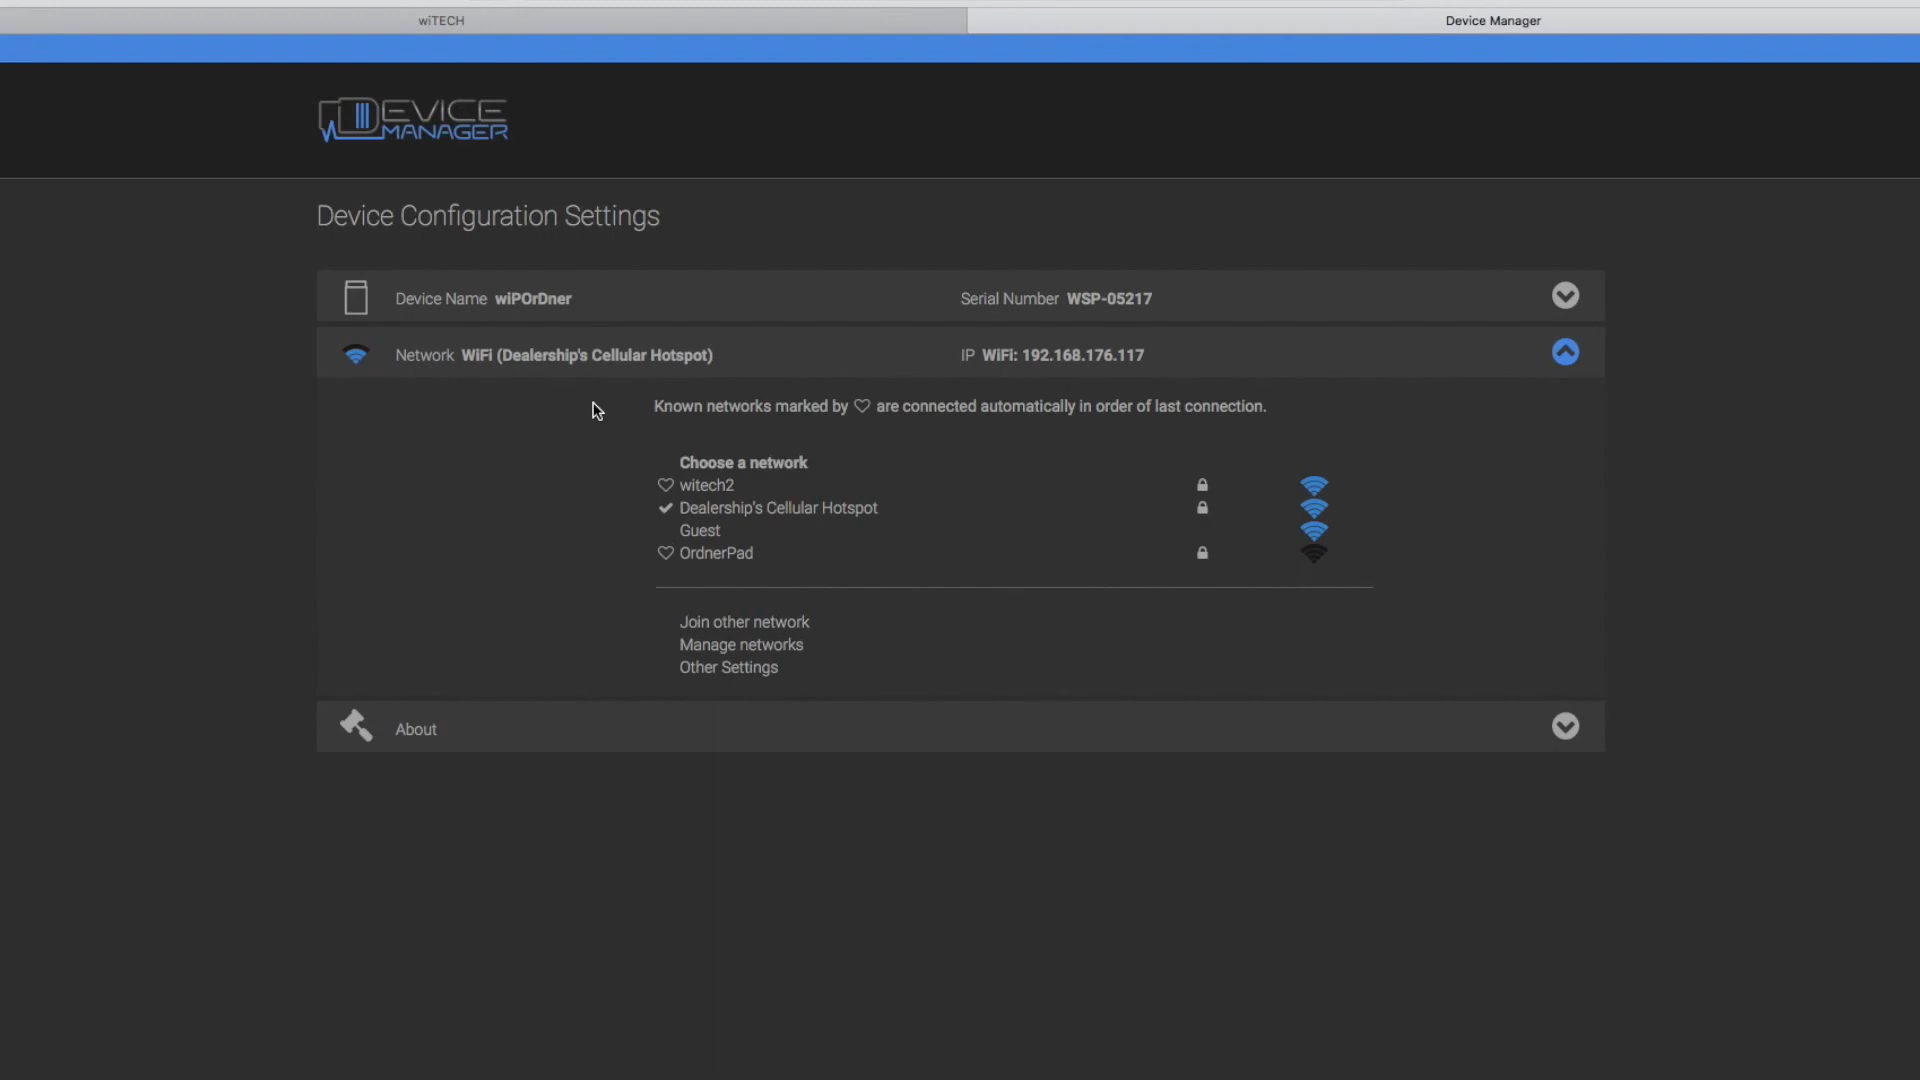 wiTECH
Device Manager
DEVICE
MANAGER
Device Configuration Settings
Device Name wiPOrDner
Serial Number WSP-05217
Network WiFi (Dealership's Cellular Hotspot)
IP WiFi: 192.168.176.117
Known networks marked by ♡ are connected automatically in order of last connection.
Choose a network
witech2
Dealership's Cellular Hotspot
Guest
OrdnerPad
Join other network
Manage networks
Other Settings
About